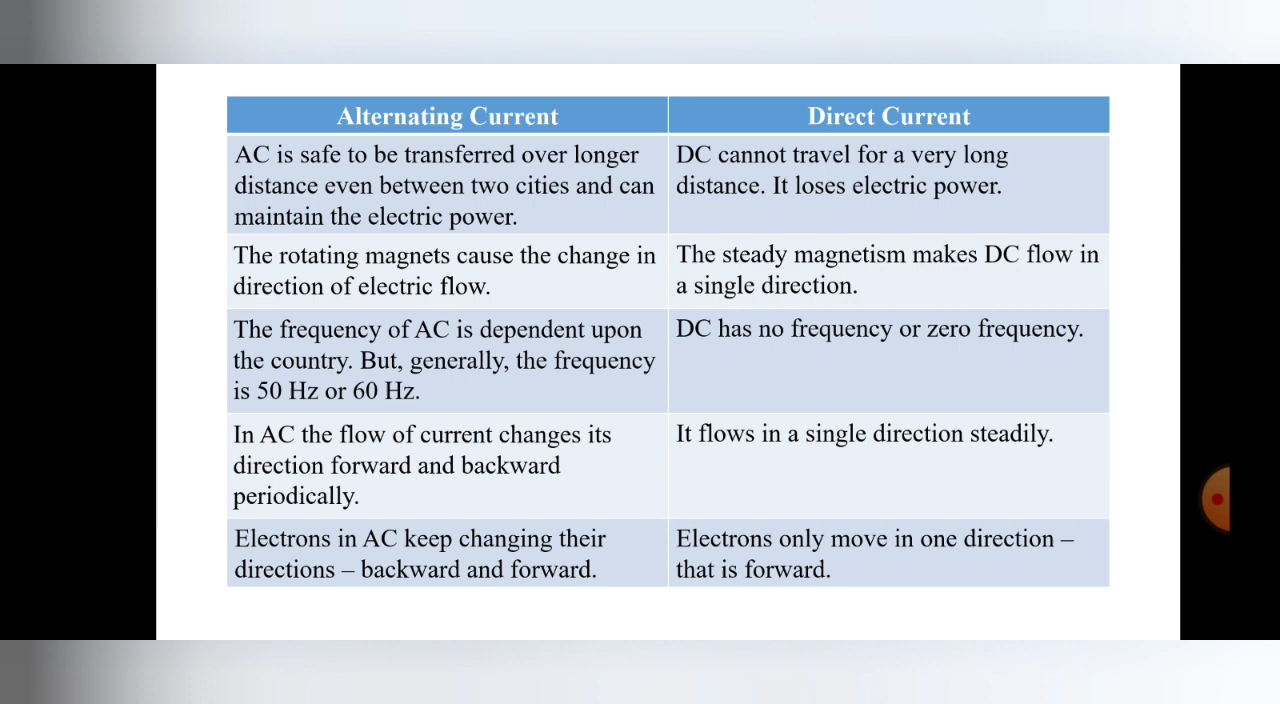 Alternating Current
Direct Current
AC is safe to be transferred over longer
distance even between two cities and can
maintain the electric power.
DC cannot travel for a very long
distance. It loses electric power.
The rotating magnets cause the change in
direction of electric flow.
The steady magnetism makes DC flow in
a single direction.
The frequency of AC is dependent upon
the country. But, generally, the frequency
is 50 Hz or 60 Hz.
DC has no frequency or zero frequency.
In AC the flow of current changes its
direction forward and backward
periodically.
It flows in a single direction steadily.
Electrons in AC keep changing their
directions – backward and forward.
Electrons only move in one direction –
that is forward.